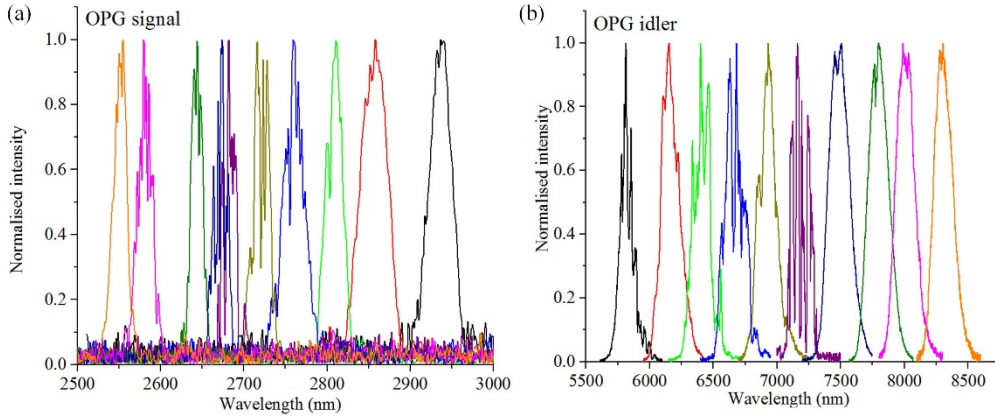 (a)
OPG signal
1.0
0.8
0.6
0.4
0.2
0.0
Normalised intensity
2500 2600 2700 2800 2900 3000
Wavelength (nm)
(b)
OPG idler
1.0
0.8
0.6
0.4
0.2
0.0
Normalised intensity
5500 6000 6500 7000 7500 8000 8500
Wavelength (nm)